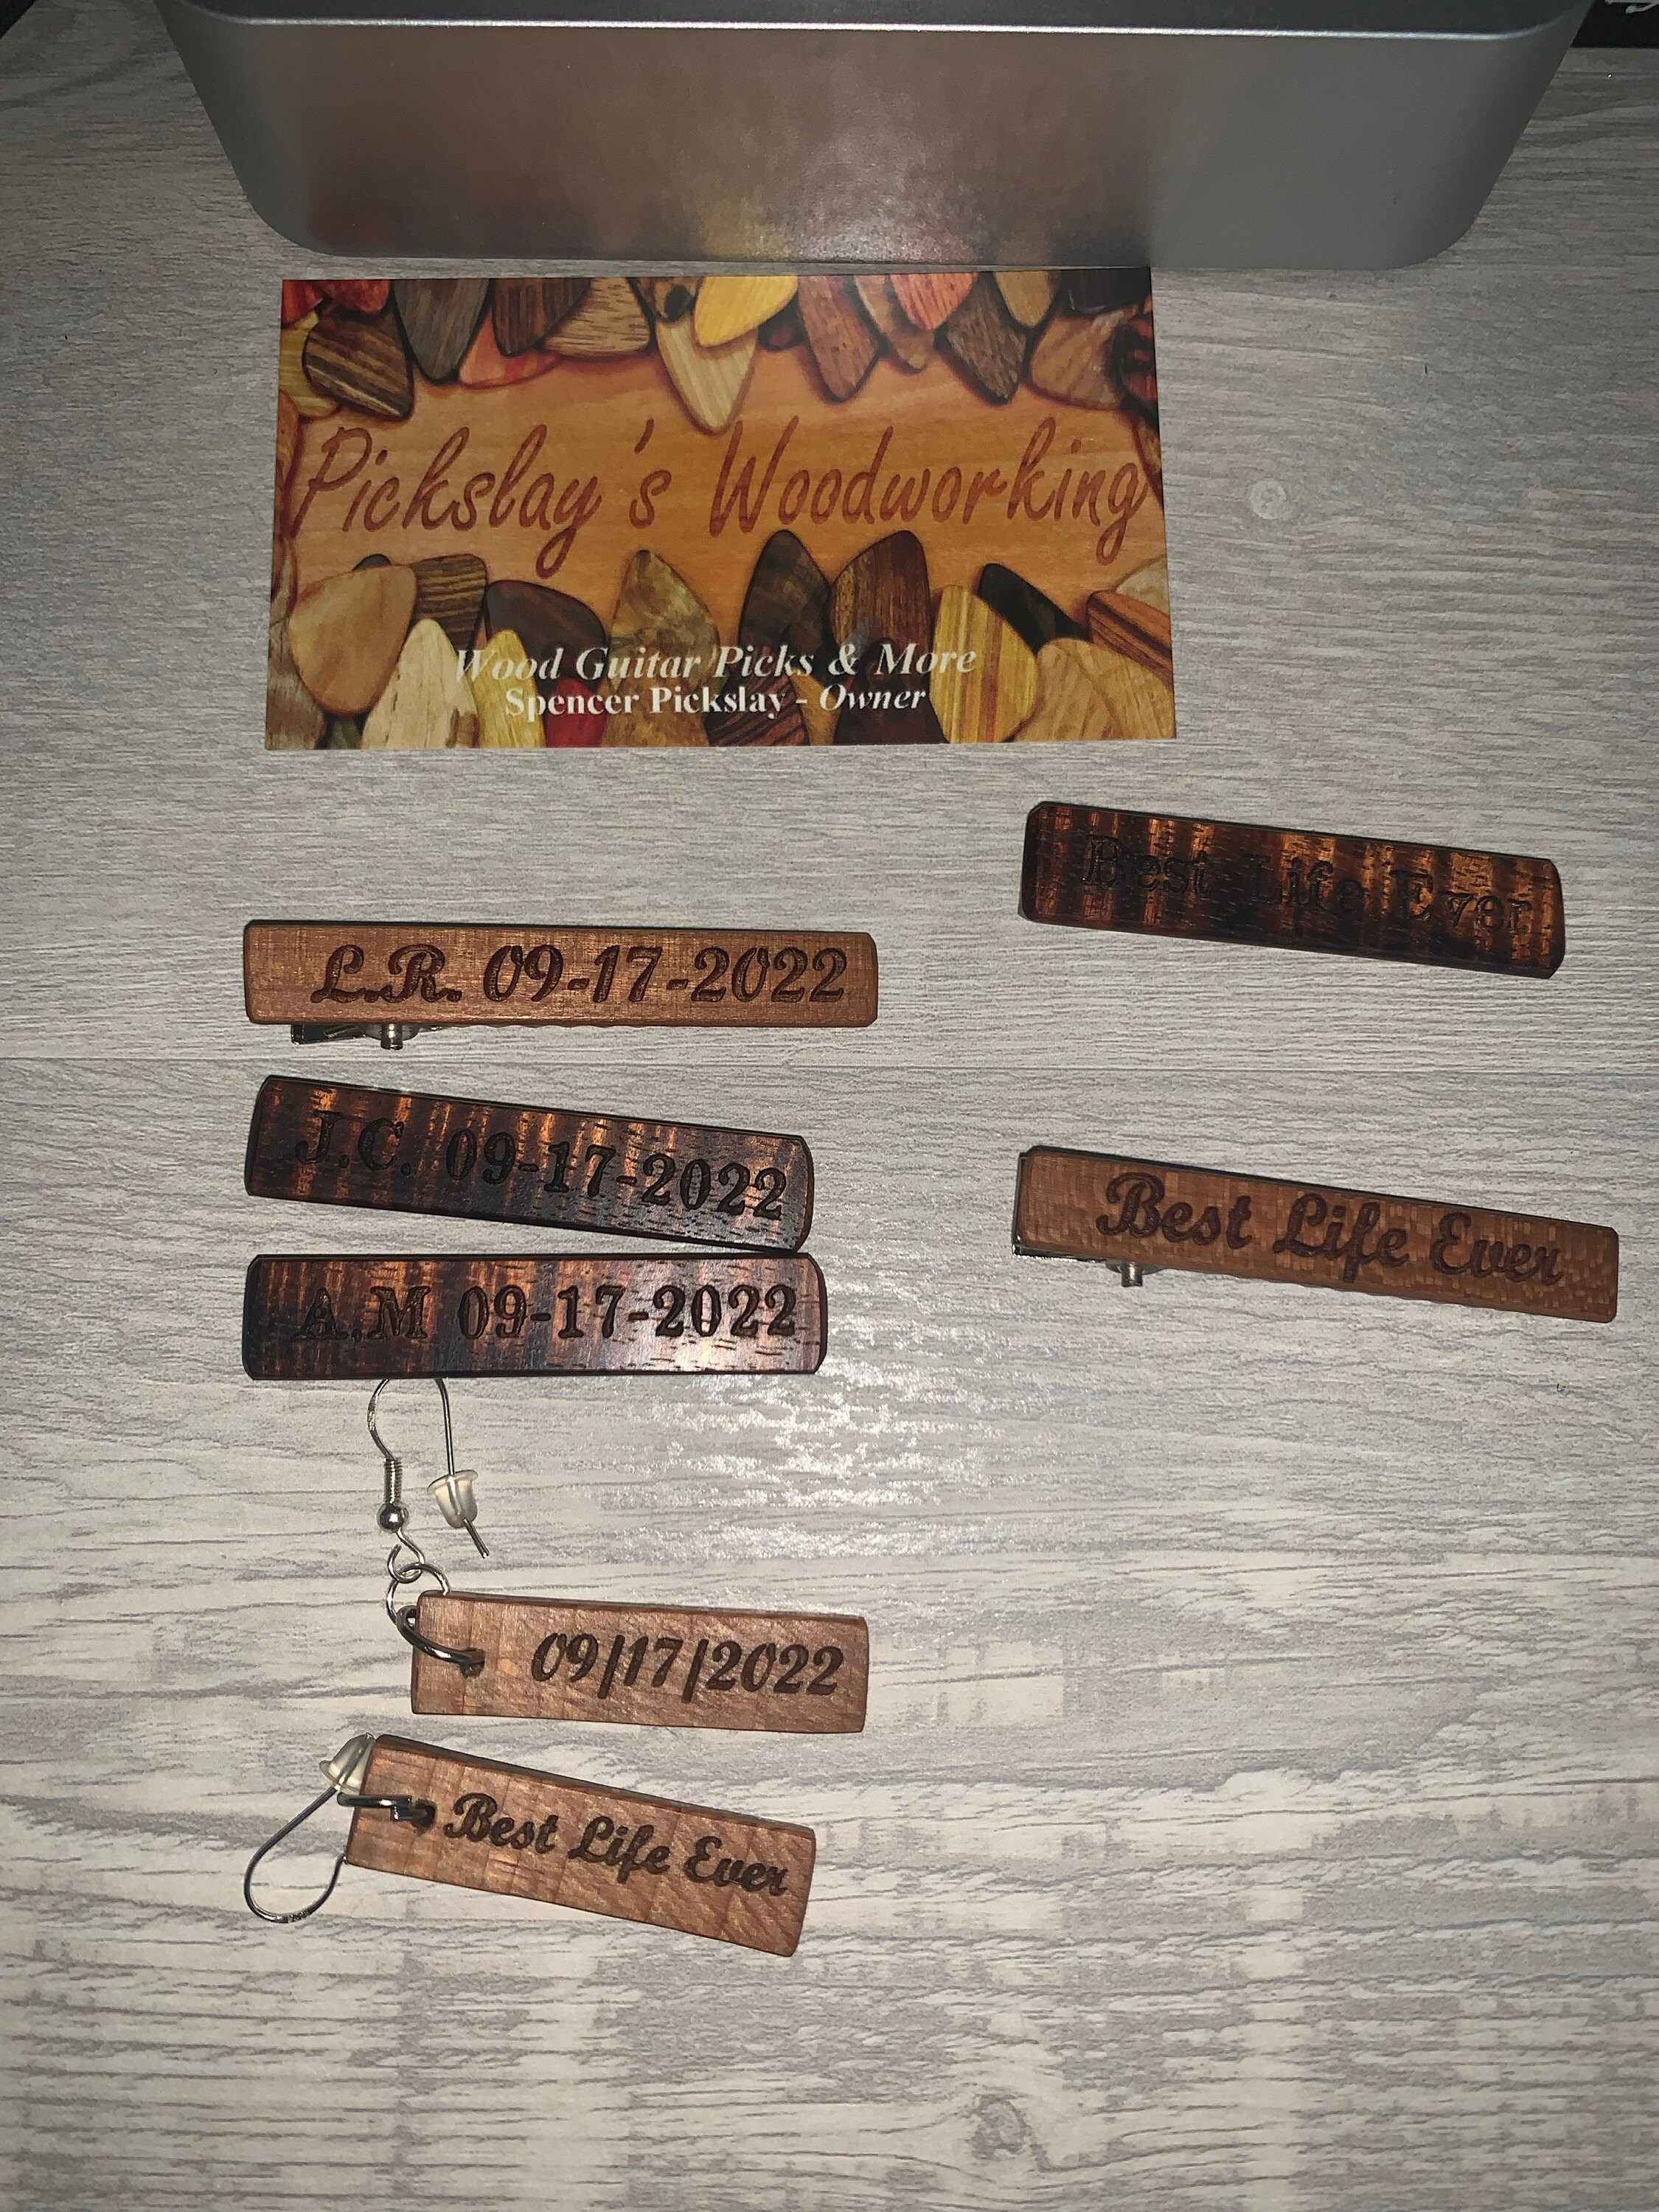 Pickslay's Woodworking
Wood Guitar Picks & More
Spencer Pickslay - Owner
Best Life Ever
L.R. 09-17-2022
J.C. 09-17-2022
Best Life Ever
A.M 09-17-2022
09|17|2022
Best Life Ever